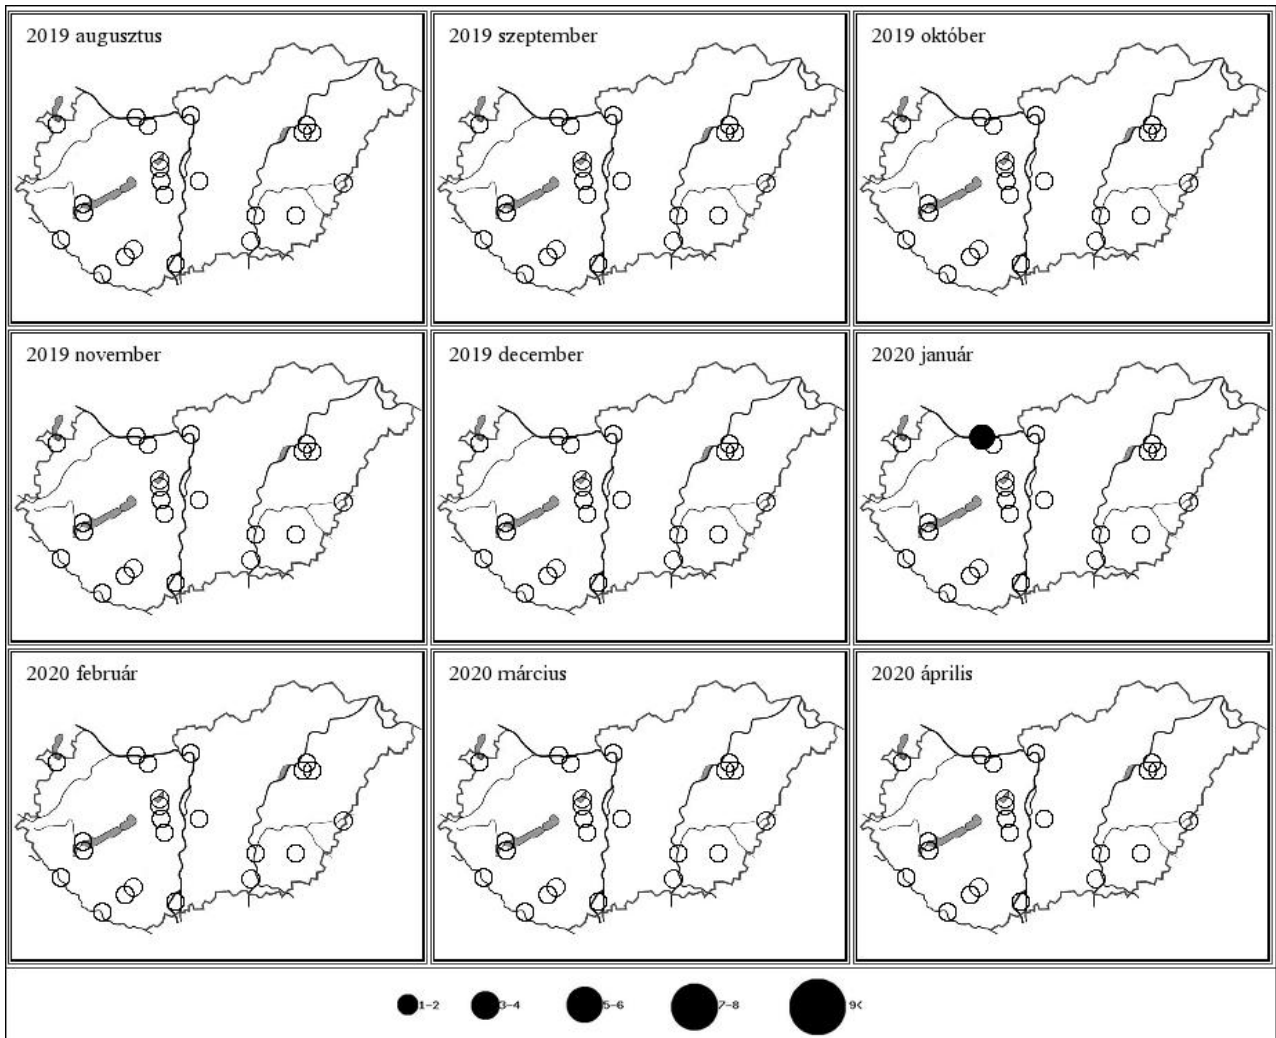 2019 augusztus
2019 szeptember
2019 október
2019 november
2019 december
2020 január
2020 február
2020 március
2020 április
1-2
3-4
5-6
7-8
9<